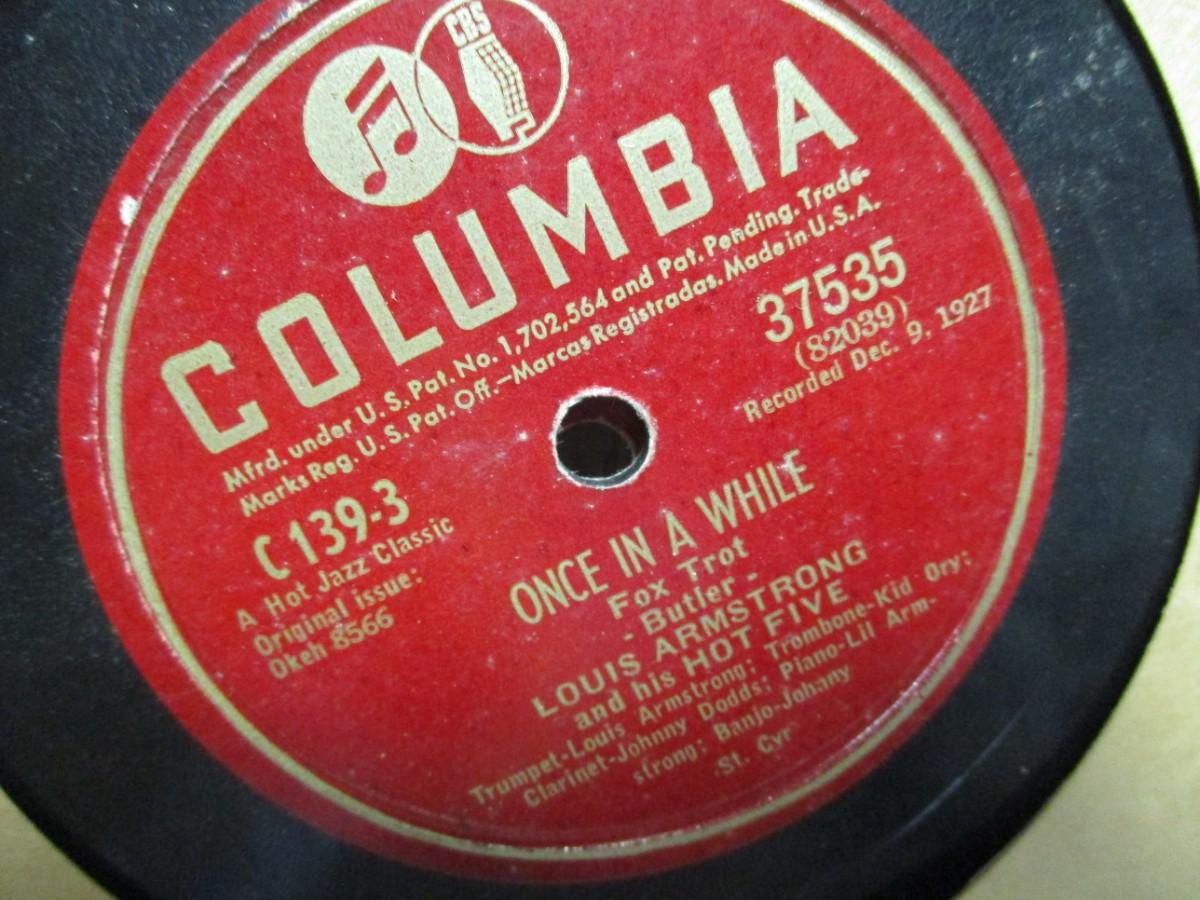 CBS
COLUMBIA
Mfrd. under U.S. Pat. No. 1,702,564 and Pat. Pending. Trade-
Marks Reg. U.S. Pat. Off.—Marcas Registradas. Made in U.S.A.
37535
(82039)
Recorded Dec. 9, 1927
C 139-3
A Hot Jazz Classic
Original issue:
Okeh 8566
ONCE IN A WHILE
Fox Trot
- Butler -
LOUIS ARMSTRONG
and his HOT FIVE
Trumpet-Louis Armstrong; Trombone-Kid Ory;
Clarinet-Johnny Dodds; Piano-Lil Arm-
strong; Banjo-Johnny
St. Cyr